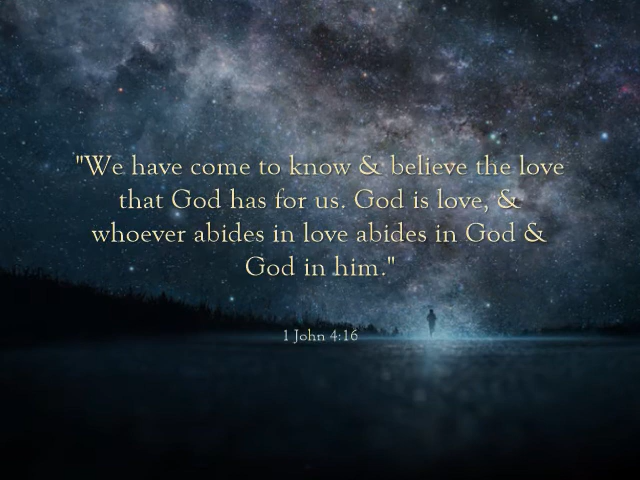 "We have come to know & believe the love
that God has for us. God is love, &
whoever abides in love abides in God &
God in him."
1 John 4:16